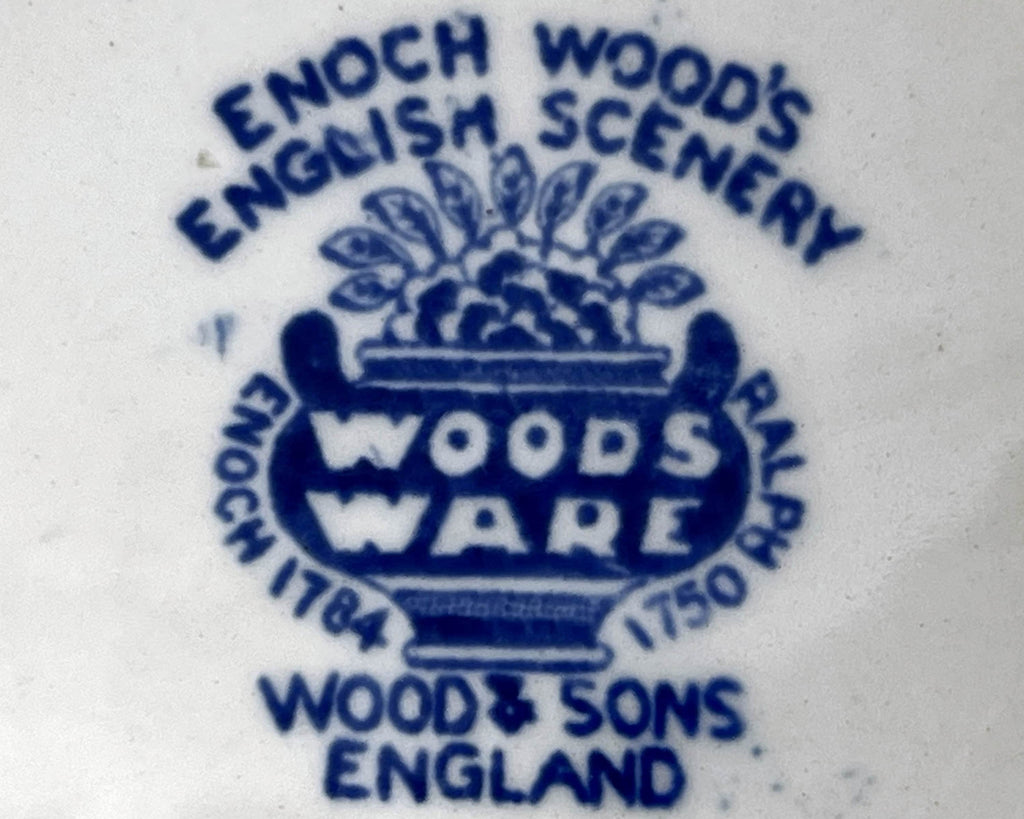 ENOCH WOOD'S
ENGLISH SCENERY
WOODS
WARE
ENOCH 1784
RALPH 1750
WOOD & SONS
ENGLAND